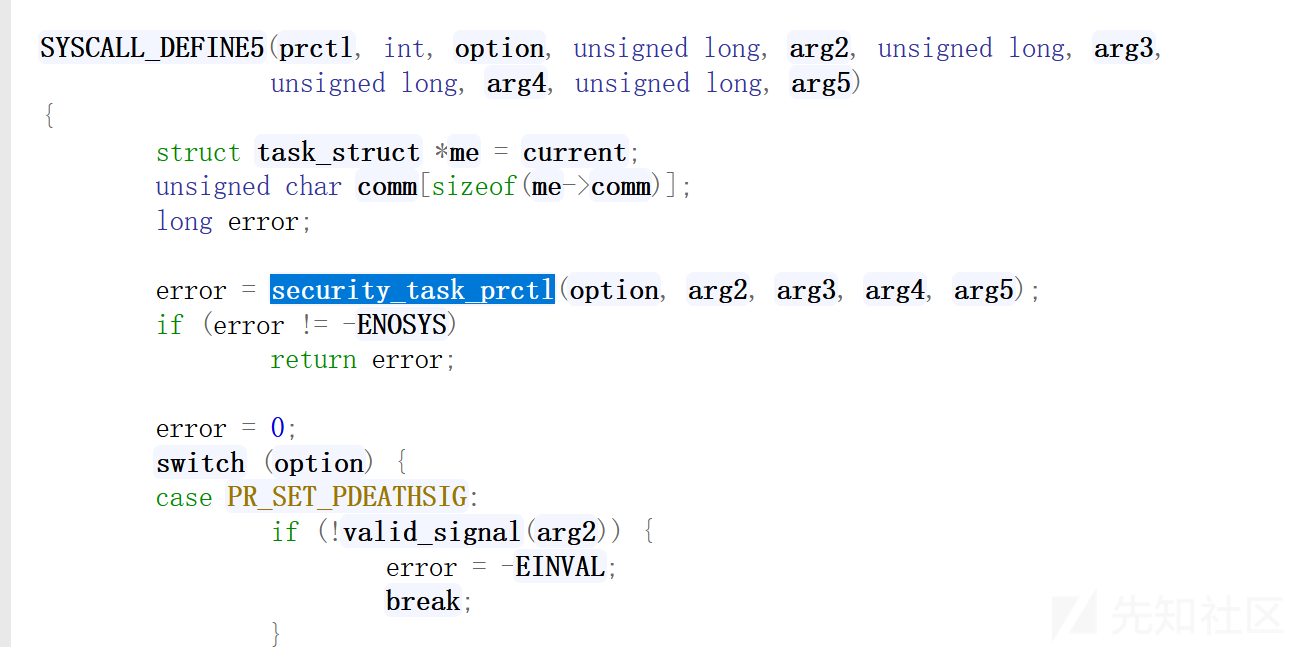 SYSCALL_DEFINE5(prctl, int, option, unsigned long, arg2, unsigned long, arg3,
unsigned long, arg4, unsigned long, arg5)
{
struct task_struct *me = current;
unsigned char comm[sizeof(me->comm)];
long error;
error = security_task_prctl(option, arg2, arg3, arg4, arg5);
if (error != -ENOSYS)
return error;
error = 0;
switch (option) {
case PR_SET_PDEATHSIG:
if (!valid_signal(arg2)) {
error = -EINVAL;
break;
}
先知社区